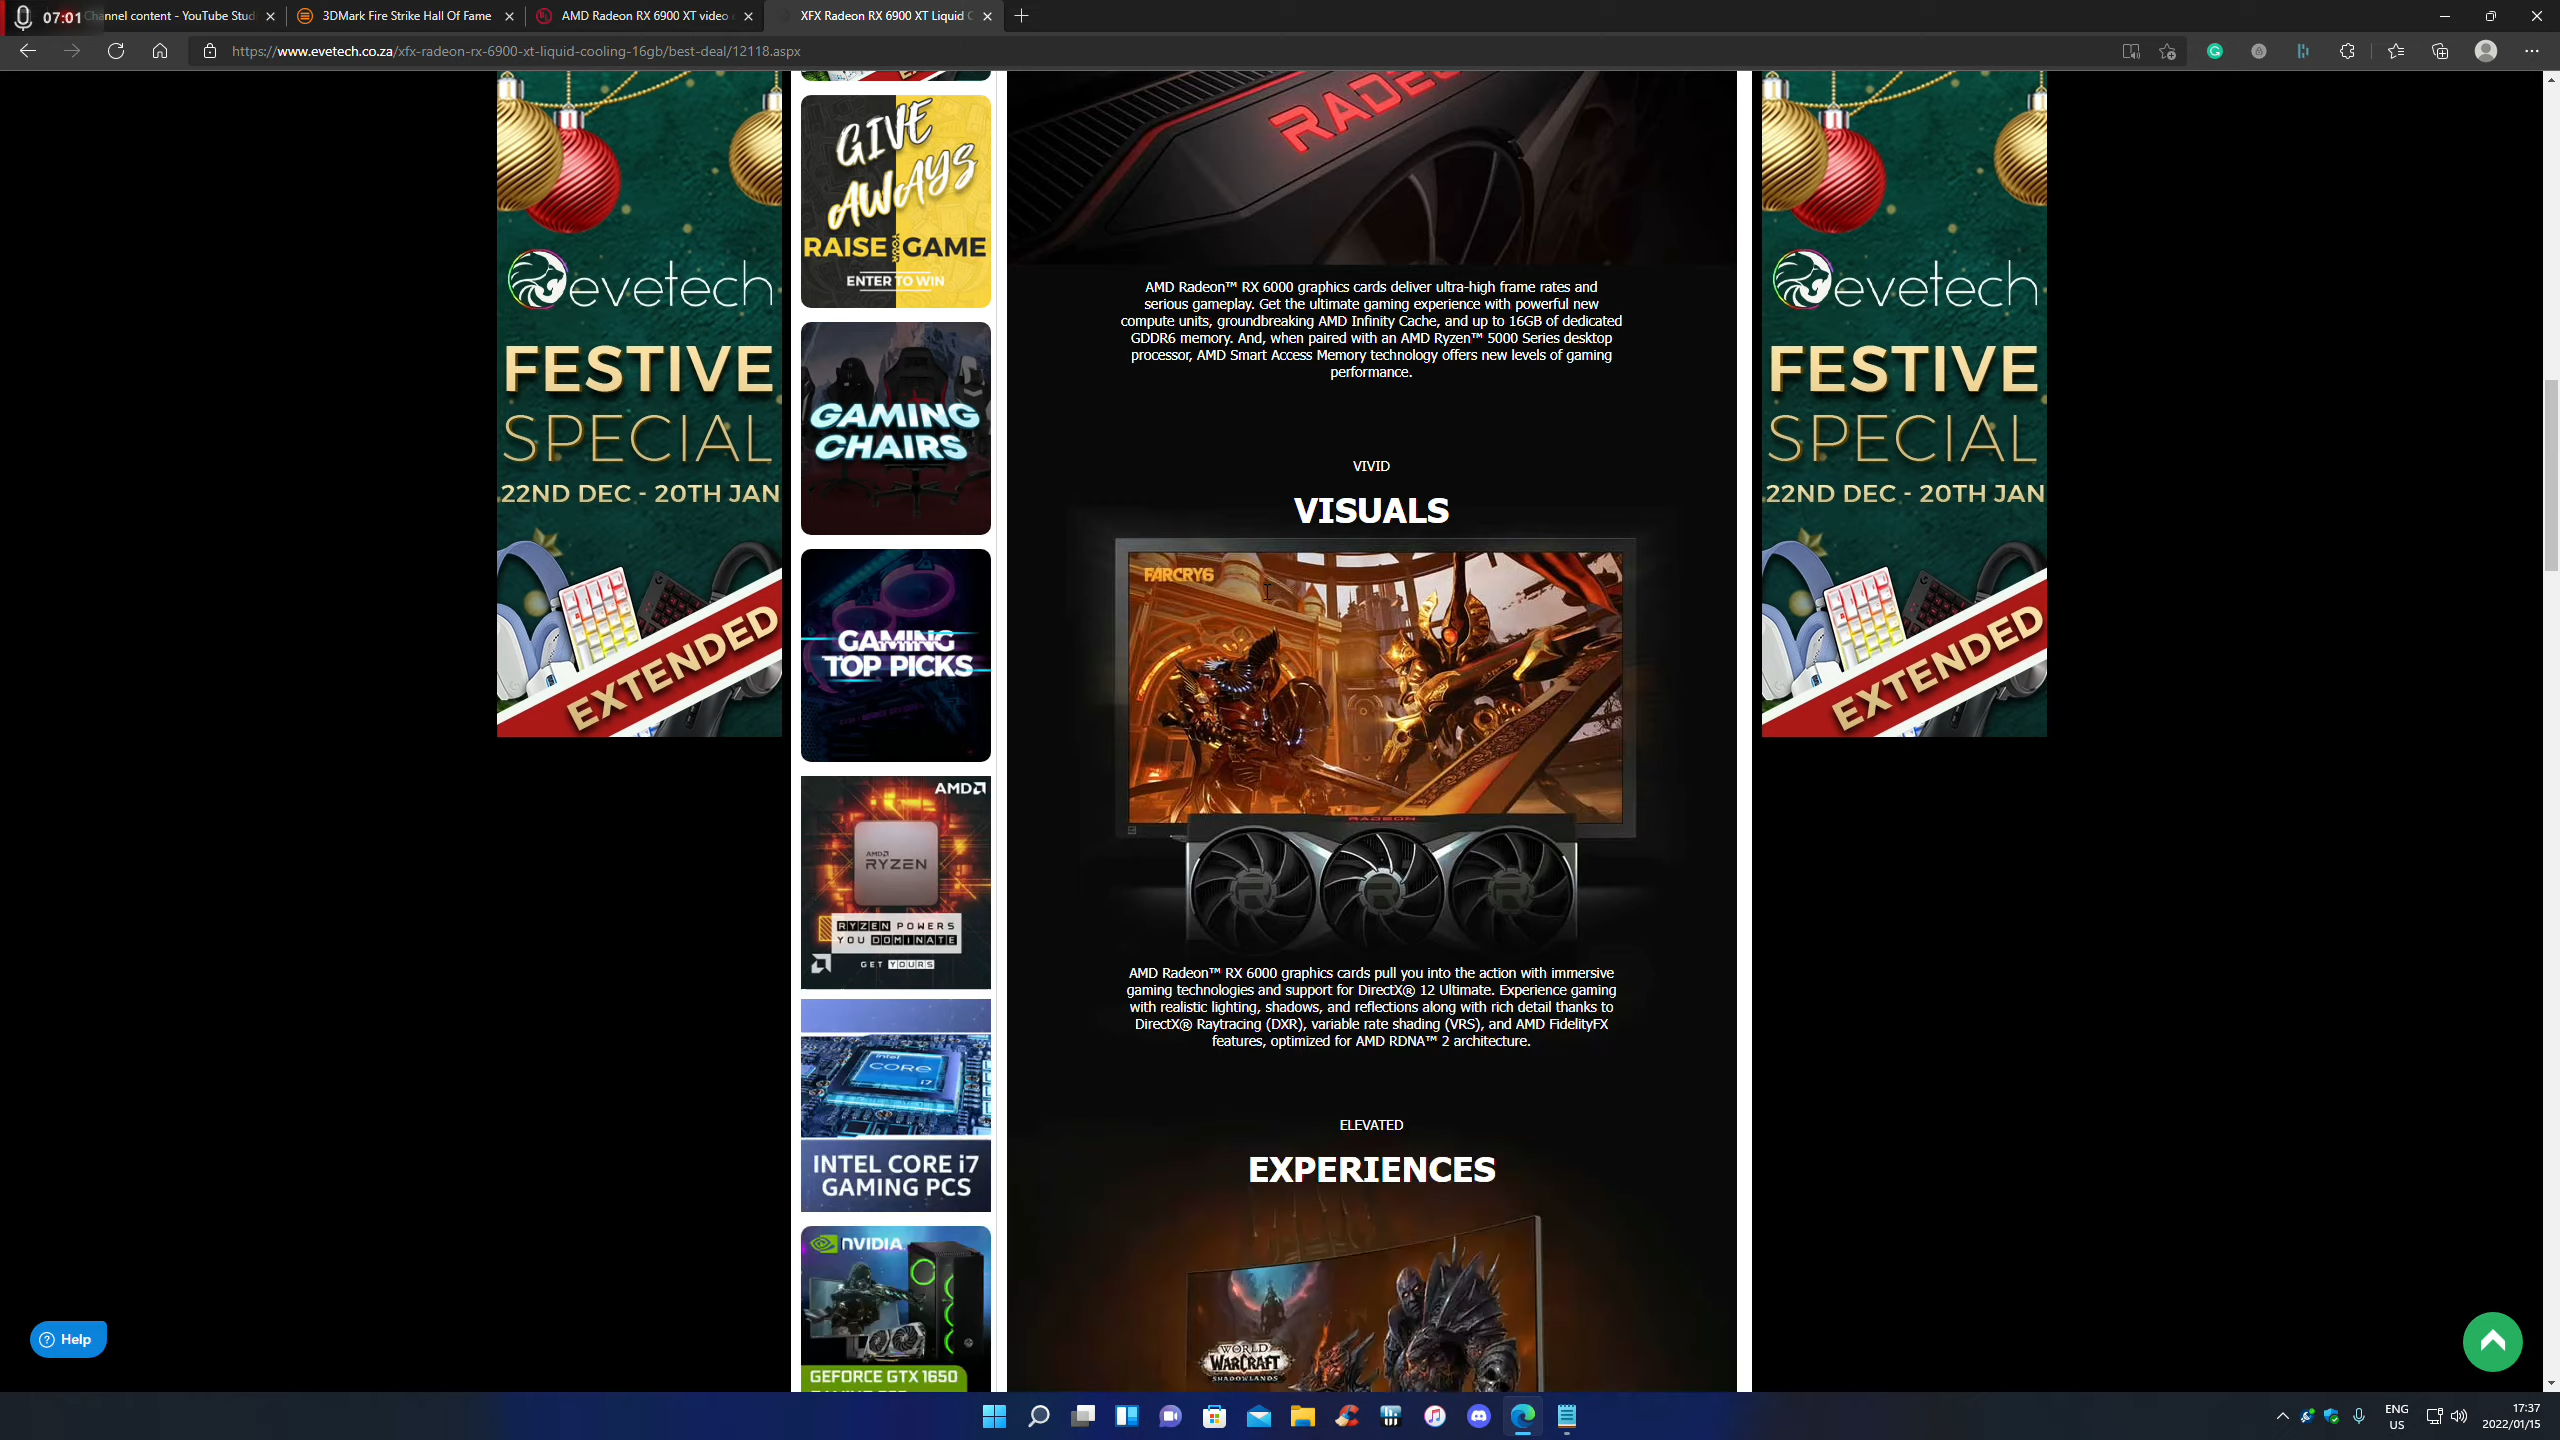 07:01
Channel content - YouTube Stud
3DMark Fire Strike Hall Of Fame
AMD Radeon RX 6900 XT video
XFX Radeon RX 6900 XT Liquid C
https://www.evetech.co.za/xfx-radeon-rx-6900-xt-liquid-cooling-16gb/best-deal/12118.aspx
evetech
FESTIVE
SPECIAL
22ND DEC - 20TH JAN
EXTENDED
GIVE
AWAYS
RAISE YOUR GAME
ENTER TO WIN
GAMING
CHAIRS
GAMING
TOP PICKS
AMD
AMD
RYZEN
RYZEN POWERS
YOU DOMINATE
GET YOURS
intel
CORE
i7
INTEL CORE i7
GAMING PCS
NVIDIA
GEFORCE GTX 1650
RADEO
AMD Radeon™ RX 6000 graphics cards deliver ultra-high frame rates and
serious gameplay. Get the ultimate gaming experience with powerful new
compute units, groundbreaking AMD Infinity Cache, and up to 16GB of dedicated
GDDR6 memory. And, when paired with an AMD Ryzen™ 5000 Series desktop
processor, AMD Smart Access Memory technology offers new levels of gaming
performance.
VIVID
VISUALS
FARCRY6
RADEON
AMD Radeon™ RX 6000 graphics cards pull you into the action with immersive
gaming technologies and support for DirectX® 12 Ultimate. Experience gaming
with realistic lighting, shadows, and reflections along with rich detail thanks to
DirectX® Raytracing (DXR), variable rate shading (VRS), and AMD FidelityFX
features, optimized for AMD RDNA™ 2 architecture.
ELEVATED
EXPERIENCES
WORLD
WARCRAFT
SHADOWLANDS
evetech
FESTIVE
SPECIAL
22ND DEC - 20TH JAN
EXTENDED
Help
ENG
US
17:37
2022/01/15